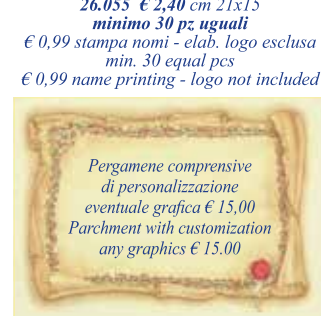 26.055 € 2,40 cm 21x15
minimo 30 pz uguali
€ 0,99 stampa nomi - elab. logo esclusa
min. 30 equal pcs
€ 0,99 name printing - logo not included
Pergamene comprensive
di personalizzazione
eventuale grafica € 15,00
Parchment with customization
any graphics € 15.00